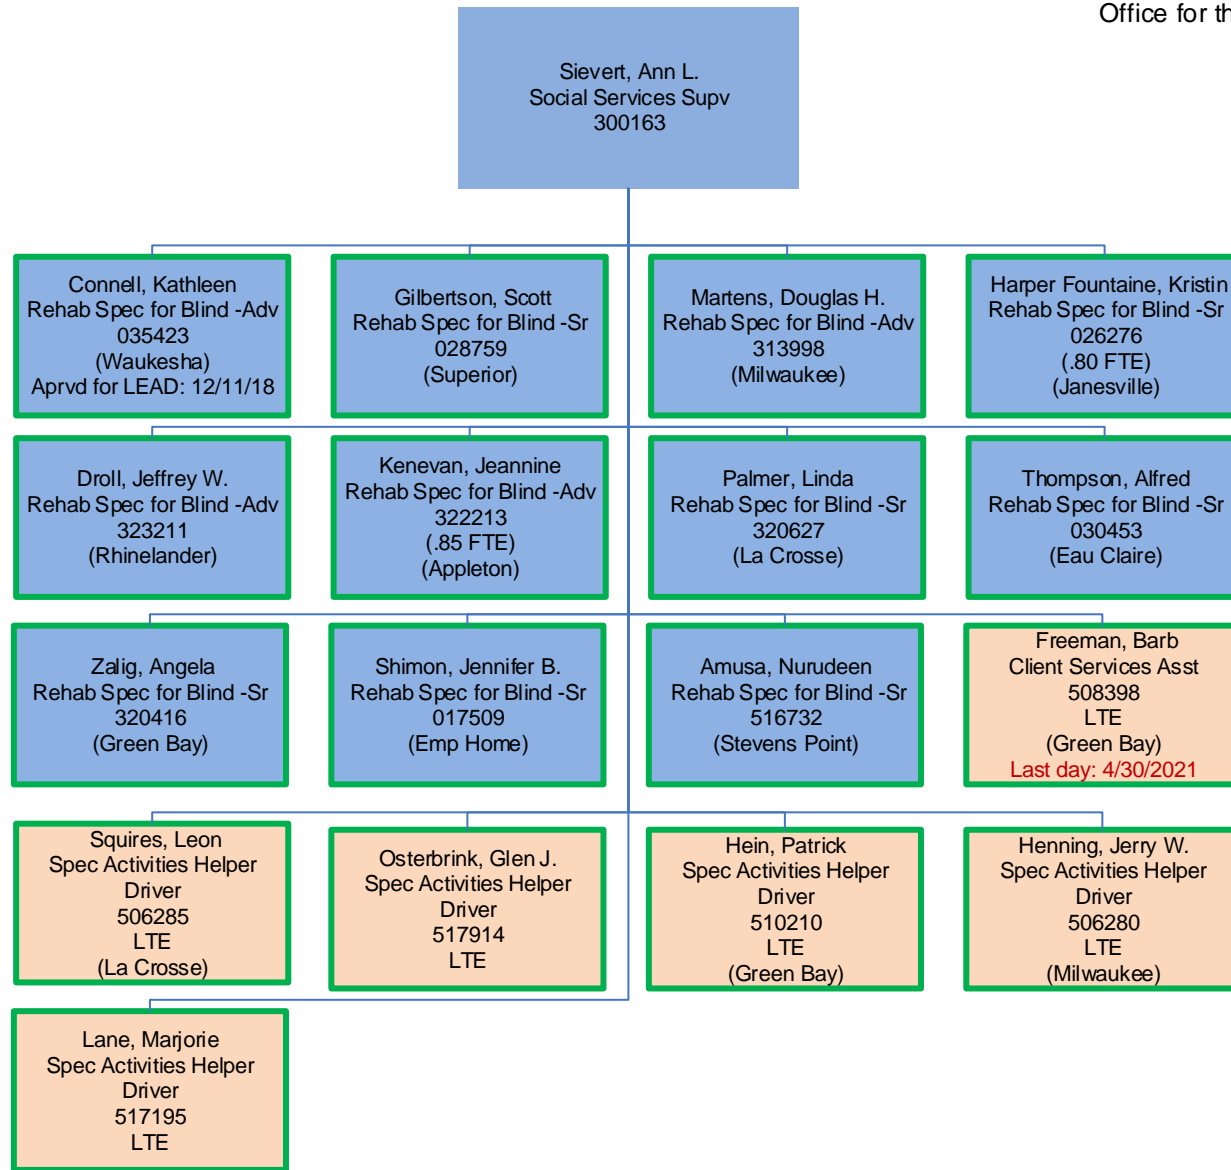 Office for th
Sievert, Ann L.
Social Services Supv
300163
Connell, Kathleen
Rehab Spec for Blind -Adv
035423
(Waukesha)
Aprvd for LEAD: 12/11/18
Gilbertson, Scott
Rehab Spec for Blind -Sr
028759
(Superior)
Martens, Douglas H.
Rehab Spec for Blind -Adv
313998
(Milwaukee)
Harper Fountaine, Kristin
Rehab Spec for Blind -Sr
026276
(.80 FTE)
(Janesville)
Droll, Jeffrey W.
Rehab Spec for Blind -Adv
323211
(Rhinelander)
Kenevan, Jeannine
Rehab Spec for Blind -Adv
322213
(.85 FTE)
(Appleton)
Palmer, Linda
Rehab Spec for Blind -Sr
320627
(La Crosse)
Thompson, Alfred
Rehab Spec for Blind -Sr
030453
(Eau Claire)
Zalig, Angela
Rehab Spec for Blind -Sr
320416
(Green Bay)
Shimon, Jennifer B.
Rehab Spec for Blind -Sr
017509
(Emp Home)
Amusa, Nurudeen
Rehab Spec for Blind -Sr
516732
(Stevens Point)
Freeman, Barb
Client Services Asst
508398
LTE
(Green Bay)
Last day: 4/30/2021
Squires, Leon
Spec Activities Helper
Driver
506285
LTE
(La Crosse)
Osterbrink, Glen J.
Spec Activities Helper
Driver
517914
LTE
Hein, Patrick
Spec Activities Helper
Driver
510210
LTE
(Green Bay)
Henning, Jerry W.
Spec Activities Helper
Driver
506280
LTE
(Milwaukee)
Lane, Marjorie
Spec Activities Helper
Driver
517195
LTE